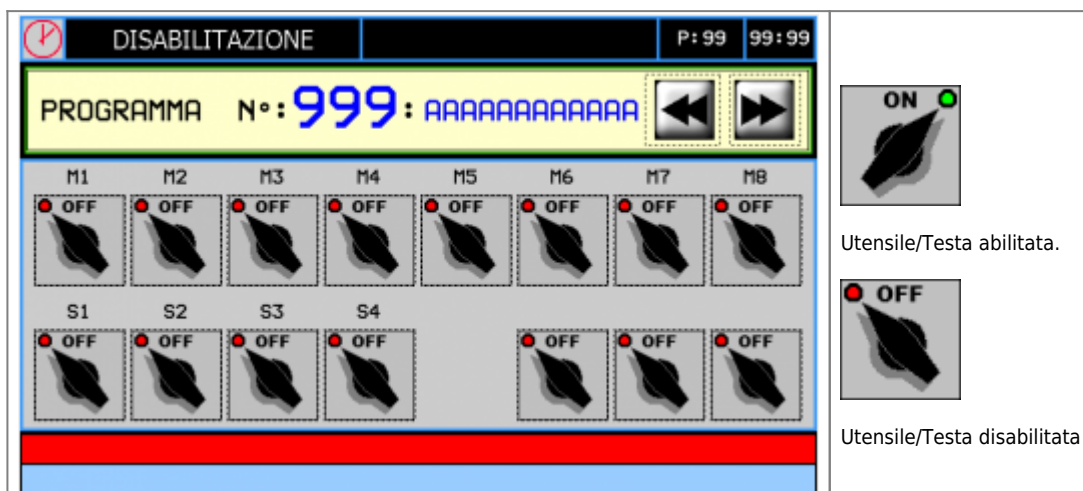 DISABILITAZIONE P:99 99:99
PROGRAMMA N°:999:AAAAAAAAAAAA
M1 M2 M3 M4 M5 M6 M7 M8
OFF OFF OFF OFF OFF OFF OFF OFF
S1 S2 S3 S4
OFF OFF OFF OFF OFF OFF OFF
ON
Utensile/Testa abilitata.
OFF
Utensile/Testa disabilitata